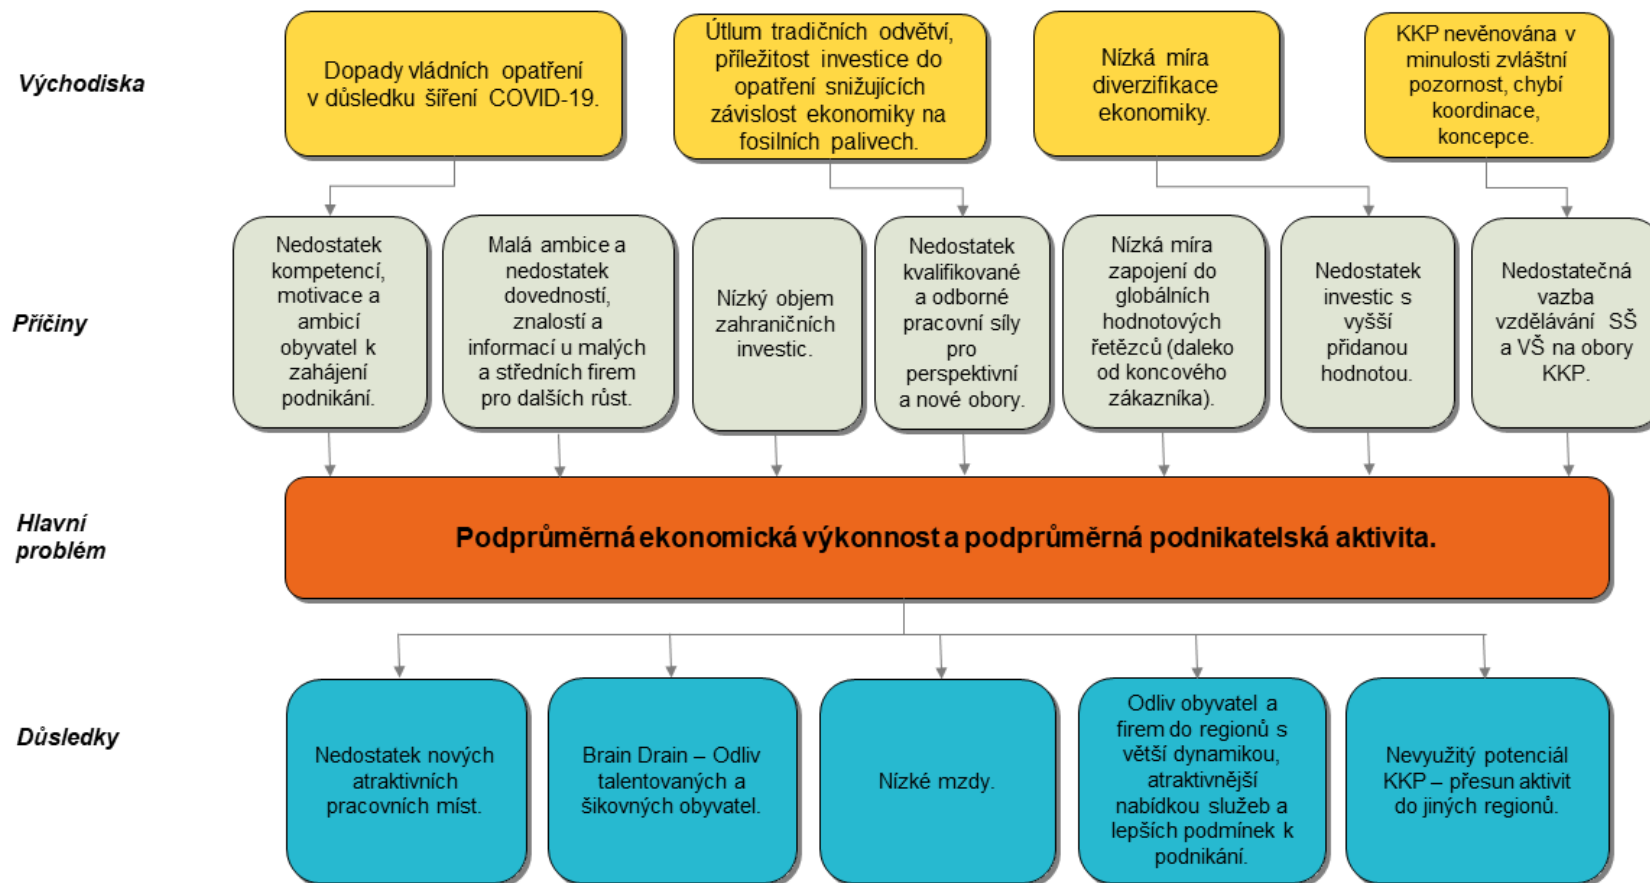 Východiska
Dopady vládních opatření
v důsledku šíření COVID-19.
Útlum tradičních odvětví,
příležitost investice do
opatření snižujících
závislost ekonomiky na
fosilních palivech.
Nízká míra
diverzifikace
ekonomiky.
KKP nevěnována v
minulosti zvláštní
pozornost, chybí
koordinace,
koncepce.
Příčiny
Nedostatek
kompetencí,
motivace a
ambicí
obyvatel k
zahájení
podnikání.
Malá ambice a
nedostatek
dovedností,
znalostí a
informací u malých
a středních firem
pro dalších růst.
Nízký objem
zahraničních
investic.
Nedostatek
kvalifikované
a odborné
pracovní síly
pro
perspektivní
a nové obory.
Nízká míra
zapojení do
globálních
hodnotových
řetězců (daleko
od koncového
zákazníka).
Nedostatek
investic s
vyšší
přidanou
hodnotou.
Nedostatečná
vazba
vzdělávání SŠ
a VŠ na obory
KKP.
Hlavní
problém
Podprůměrná ekonomická výkonnost a podprůměrná podnikatelská aktivita.
Důsledky
Nedostatek nových
atraktivních
pracovních míst.
Brain Drain – Odliv
talentovaných a
šikovných obyvatel.
Nízké mzdy.
Odliv obyvatel a
firem do regionů s
větší dynamikou,
atraktivnější
nabídkou služeb a
lepších podmínek k
podnikání.
Nevyužitý potenciál
KKP – přesun aktivit
do jiných regionů.